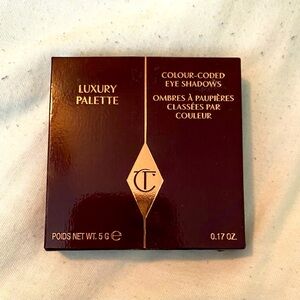 LUXURY
PALETTE
COLOUR-CODED
EYE SHADOWS
OMBRES À PAUPIÈRES
CLASSÉES PAR
COULEUR
CT
POIDS NET WT. 5 G ℮
0.17 OZ.